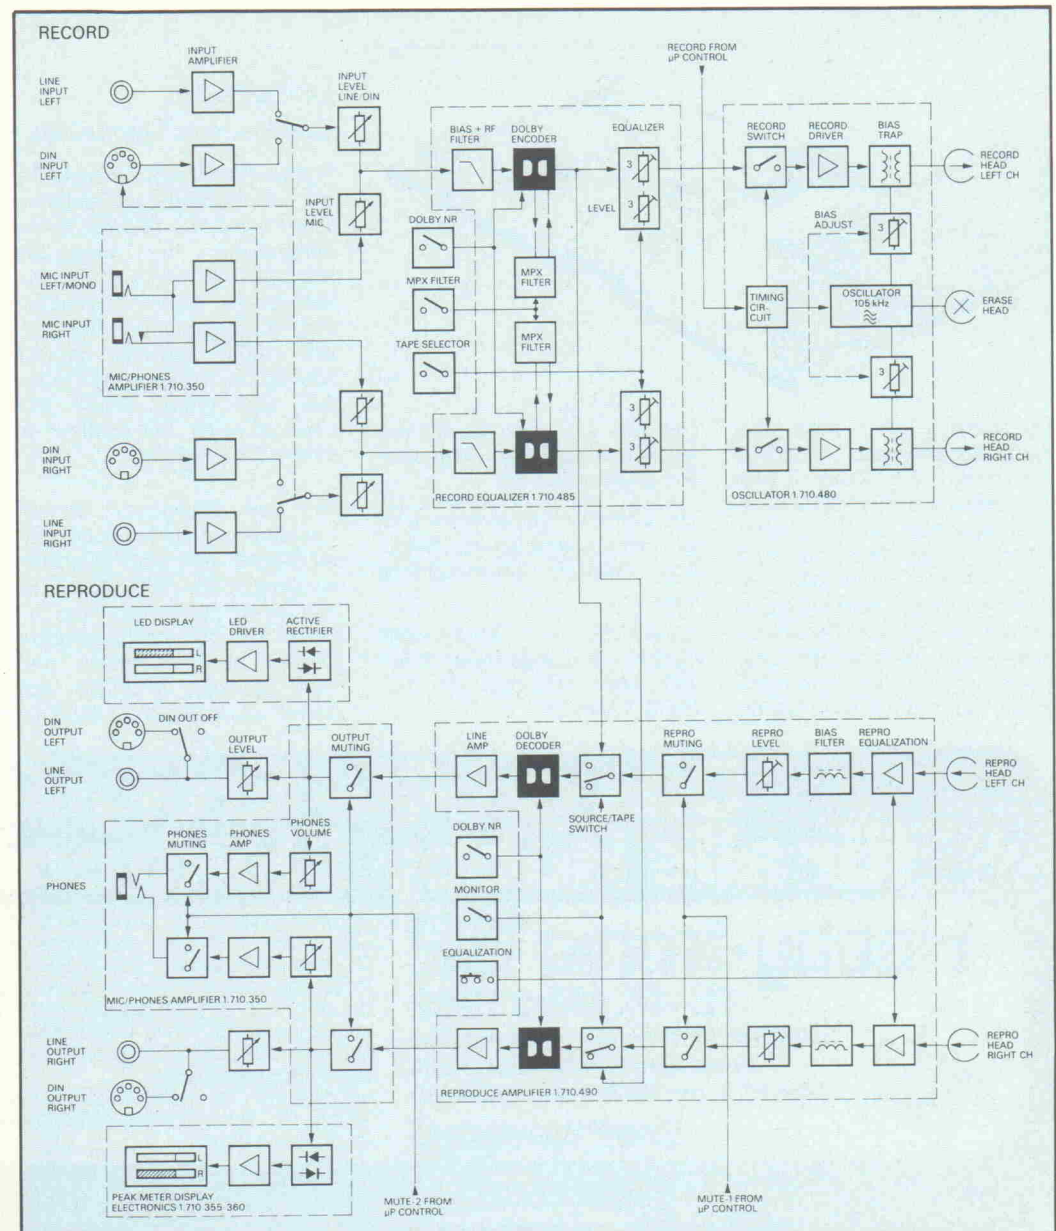 RECORD
INPUT
AMPLIFIER
LINE
INPUT
LEFT
DIN
INPUT
LEFT
INPUT
LEVEL
LINE/DIN
INPUT
LEVEL
MIC
MIC INPUT
LEFT/MONO
MIC INPUT
RIGHT
MIC/PHONES
AMPLIFIER 1.710.350
DIN
INPUT
RIGHT
LINE
INPUT
RIGHT
BIAS + RF
FILTER
DOLBY
ENCODER
EQUALIZER
3
LEVEL
3
DOLBY NR
MPX FILTER
TAPE SELECTOR
MPX
FILTER
MPX
FILTER
3
3
RECORD EQUALIZER 1.710.485
RECORD FROM
µP CONTROL
RECORD
SWITCH
RECORD
DRIVER
BIAS
TRAP
RECORD
HEAD
LEFT CH
BIAS
ADJUST
3
TIMING
CIR-
CUIT
OSCILLATOR
105 kHz
ERASE
HEAD
3
RECORD
HEAD
RIGHT CH
OSCILLATOR 1.710.480
REPRODUCE
LED DISPLAY
LED
DRIVER
ACTIVE
RECTIFIER
L
R
DIN
OUTPUT
LEFT
DIN OUT OFF
OUTPUT
LEVEL
OUTPUT
MUTING
LINE
OUTPUT
LEFT
PHONES
MUTING
PHONES
AMP
PHONES
VOLUME
PHONES
MIC/PHONES AMPLIFIER 1.710.350
LINE
OUTPUT
RIGHT
DIN
OUTPUT
RIGHT
L
R
PEAK METER DISPLAY
ELECTRONICS 1.710 355-360
LINE
AMP
DOLBY
DECODER
REPRO
MUTING
REPRO
LEVEL
BIAS
FILTER
REPRO
EQUALIZATION
REPRO
HEAD
LEFT CH
SOURCE/TAPE
SWITCH
DOLBY NR
MONITOR
EQUALIZATION
REPRO
HEAD
RIGHT CH
REPRODUCE AMPLIFIER 1.710.490
MUTE-2 FROM
µP CONTROL
MUTE-1 FROM
µP CONTROL